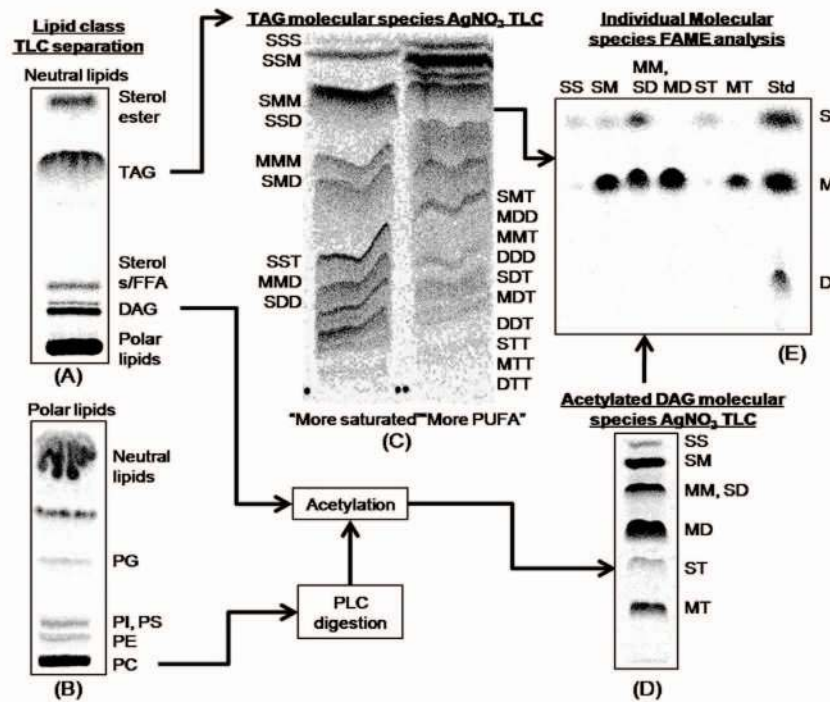 Lipid class
TLC separation
Neutral lipids
Sterol
ester
TAG
Sterol
s/FFA
DAG
Polar
lipids
(A)
Polar lipids
Neutral
lipids
PG
PI, PS
PE
PC
(B)
TAG molecular species AgNO3 TLC
SSS
SSM
SMM
SSD
MMM
SMD
SST
MMD
SDD
SMT
MDD
MMT
DDD
SDT
MDT
DDT
STT
MTT
DTT
"More saturated" "More PUFA"
(C)
Acetylation
PLC
digestion
Individual Molecular
species FAME analysis
MM,
SS SM SD MD ST MT Std
S
M
D
(E)
Acetylated DAG molecular
species AgNO3 TLC
SS
SM
MM, SD
MD
ST
MT
(D)